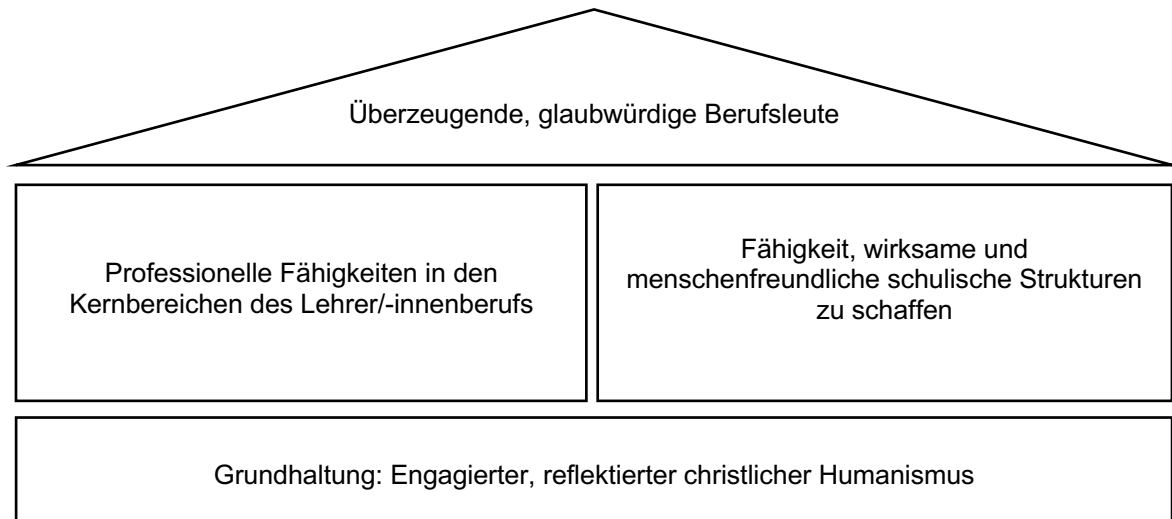 Überzeugende, glaubwürdige Berufsleute
Professionelle Fähigkeiten in den
Kernbereichen des Lehrer/-innenberufs
Fähigkeit, wirksame und
menschenfreundliche schulische Strukturen
zu schaffen
Grundhaltung: Engagierter, reflektierter christlicher Humanismus